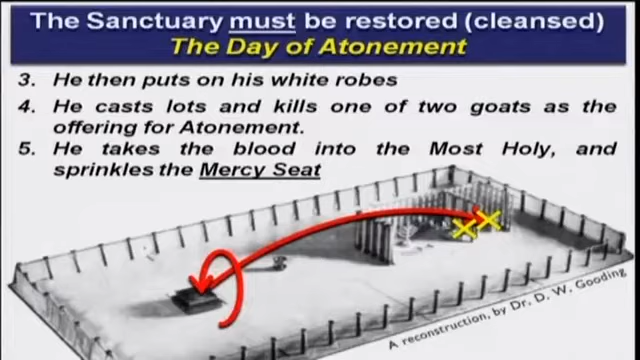 The Sanctuary must be restored (cleansed)
The Day of Atonement
3. He then puts on his white robes
4. He casts lots and kills one of two goats as the
offering for Atonement.
5. He takes the blood into the Most Holy, and
sprinkles the Mercy Seat
A reconstruction, by Dr. D. W. Gooding